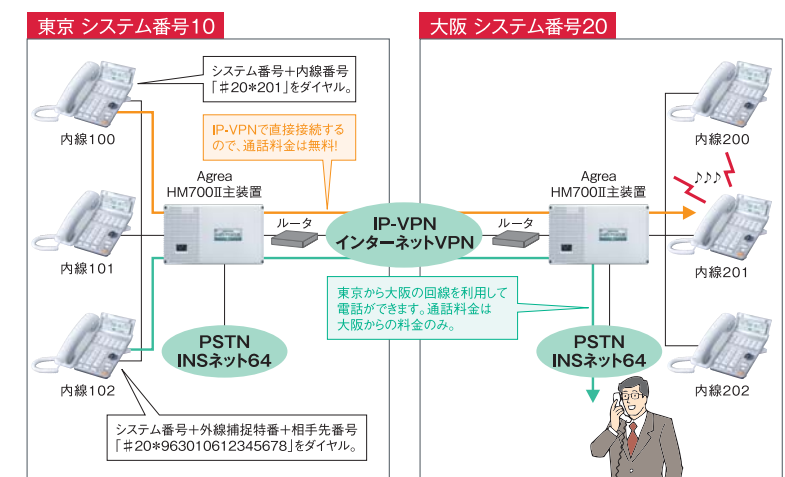 東京 システム番号10
大阪 システム番号20
システム番号＋内線番号
「♯20*201」をダイヤル。
内線100
内線200
IP-VPNで直接接続する
ので、通話料金は無料!
♪♪♪
Agrea
HM700Ⅱ主装置
Agrea
HM700Ⅱ主装置
ルータ
IP-VPN
インターネットVPN
ルータ
内線101
内線201
東京から大阪の回線を利用して
電話ができます。通話料金は
大阪からの料金のみ。
PSTN
INSネット64
PSTN
INSネット64
内線102
内線202
システム番号＋外線捕捉特番＋相手先番号
「♯20*963010612345678」をダイヤル。